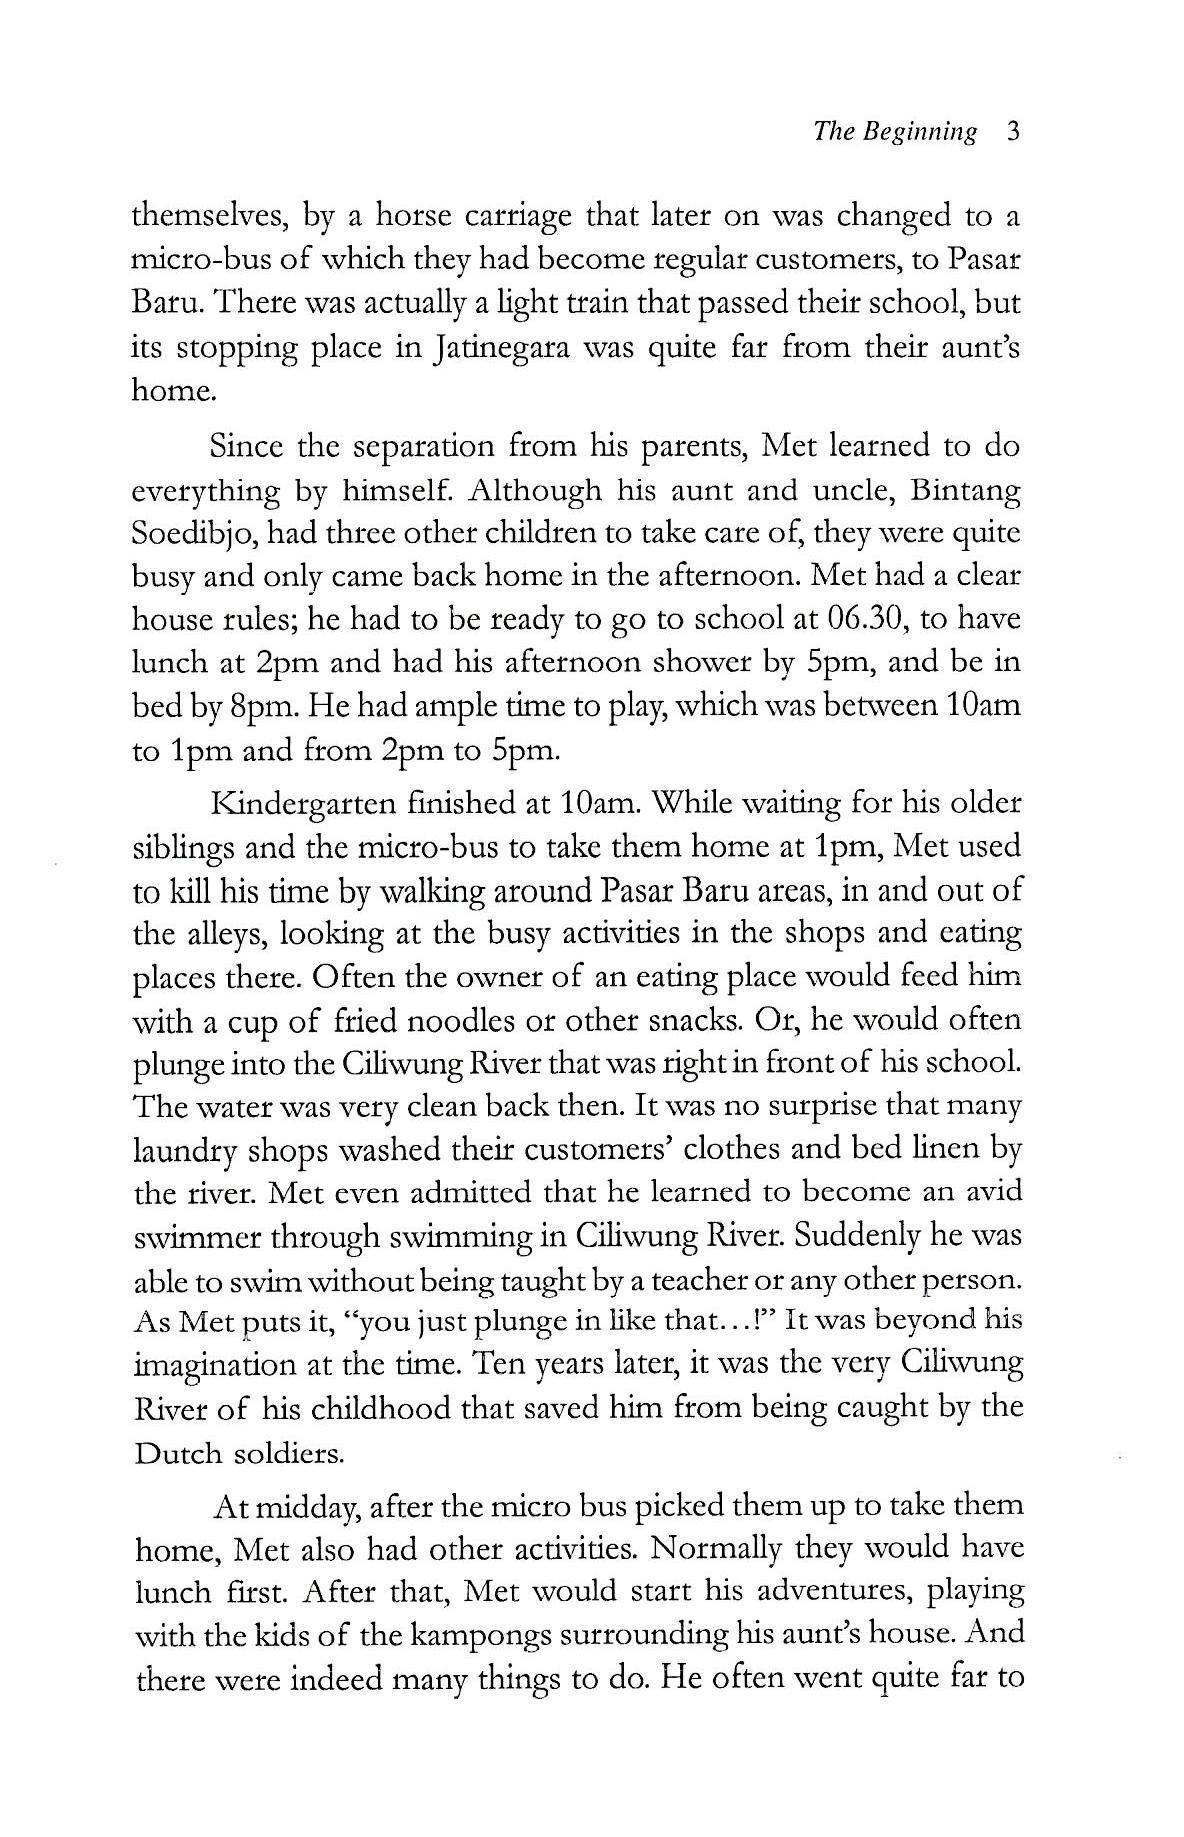 The Beginning 3
themselves, by a horse carriage that later on was changed to a
micro-bus of which they had become regular customers, to Pasar
Baru. There was actually a light train that passed their school, but
its stopping place in Jatinegara was quite far from their aunt's
home.
Since the separation from his parents, Met learned to do
everything by himself. Although his aunt and uncle, Bintang
Soedibjo, had three other children to take care of, they were quite
busy and only came back home in the afternoon. Met had a clear
house rules; he had to be ready to go to school at 06.30, to have
lunch at 2pm and had his afternoon shower by 5pm, and be in
bed by 8pm. He had ample time to play, which was between 10am
to 1pm and from 2pm to 5pm.
Kindergarten finished at 10am. While waiting for his older
siblings and the micro-bus to take them home at 1pm, Met used
to kill his time by walking around Pasar Baru areas, in and out of
the alleys, looking at the busy activities in the shops and eating
places there. Often the owner of an eating place would feed him
with a cup of fried noodles or other snacks. Or, he would often
plunge into the Ciliwung River that was right in front of his school.
The water was very clean back then. It was no surprise that many
laundry shops washed their customers' clothes and bed linen by
the river. Met even admitted that he learned to become an avid
swimmer through swimming in Ciliwung River. Suddenly he was
able to swim without being taught by a teacher or any other person.
As Met puts it, "you just plunge in like that...!" It was beyond his
imagination at the time. Ten years later, it was the very Ciliwung
River of his childhood that saved him from being caught by the
Dutch soldiers.
At midday, after the micro bus picked them up to take them
home, Met also had other activities. Normally they would have
lunch first. After that, Met would start his adventures, playing
with the kids of the kampongs surrounding his aunt's house. And
there were indeed many things to do. He often went quite far to